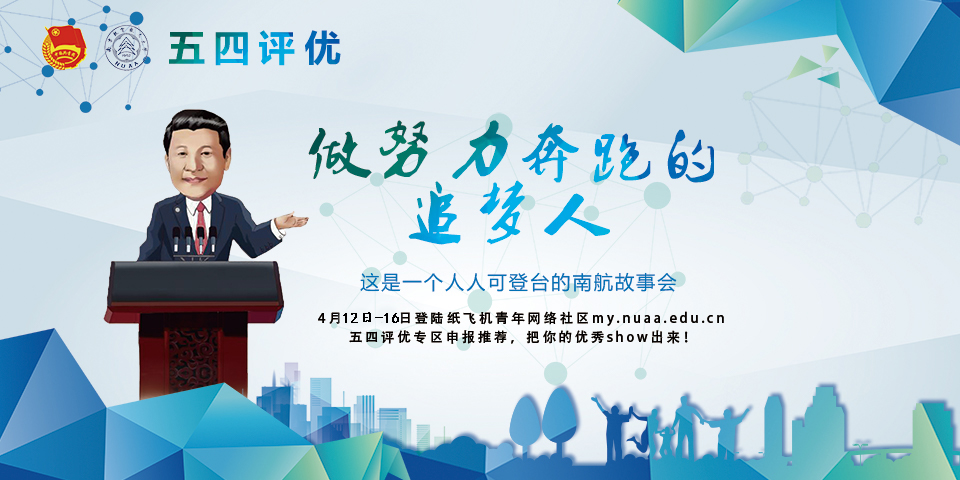 五四评优
NUAA
做努力奔跑的
追梦人
这是一个人人可登台的南航故事会
4月12日-16日登陆纸飞机青年网络社区my.nuaa.edu.cn
五四评优专区申报推荐，把你的优秀show出来！